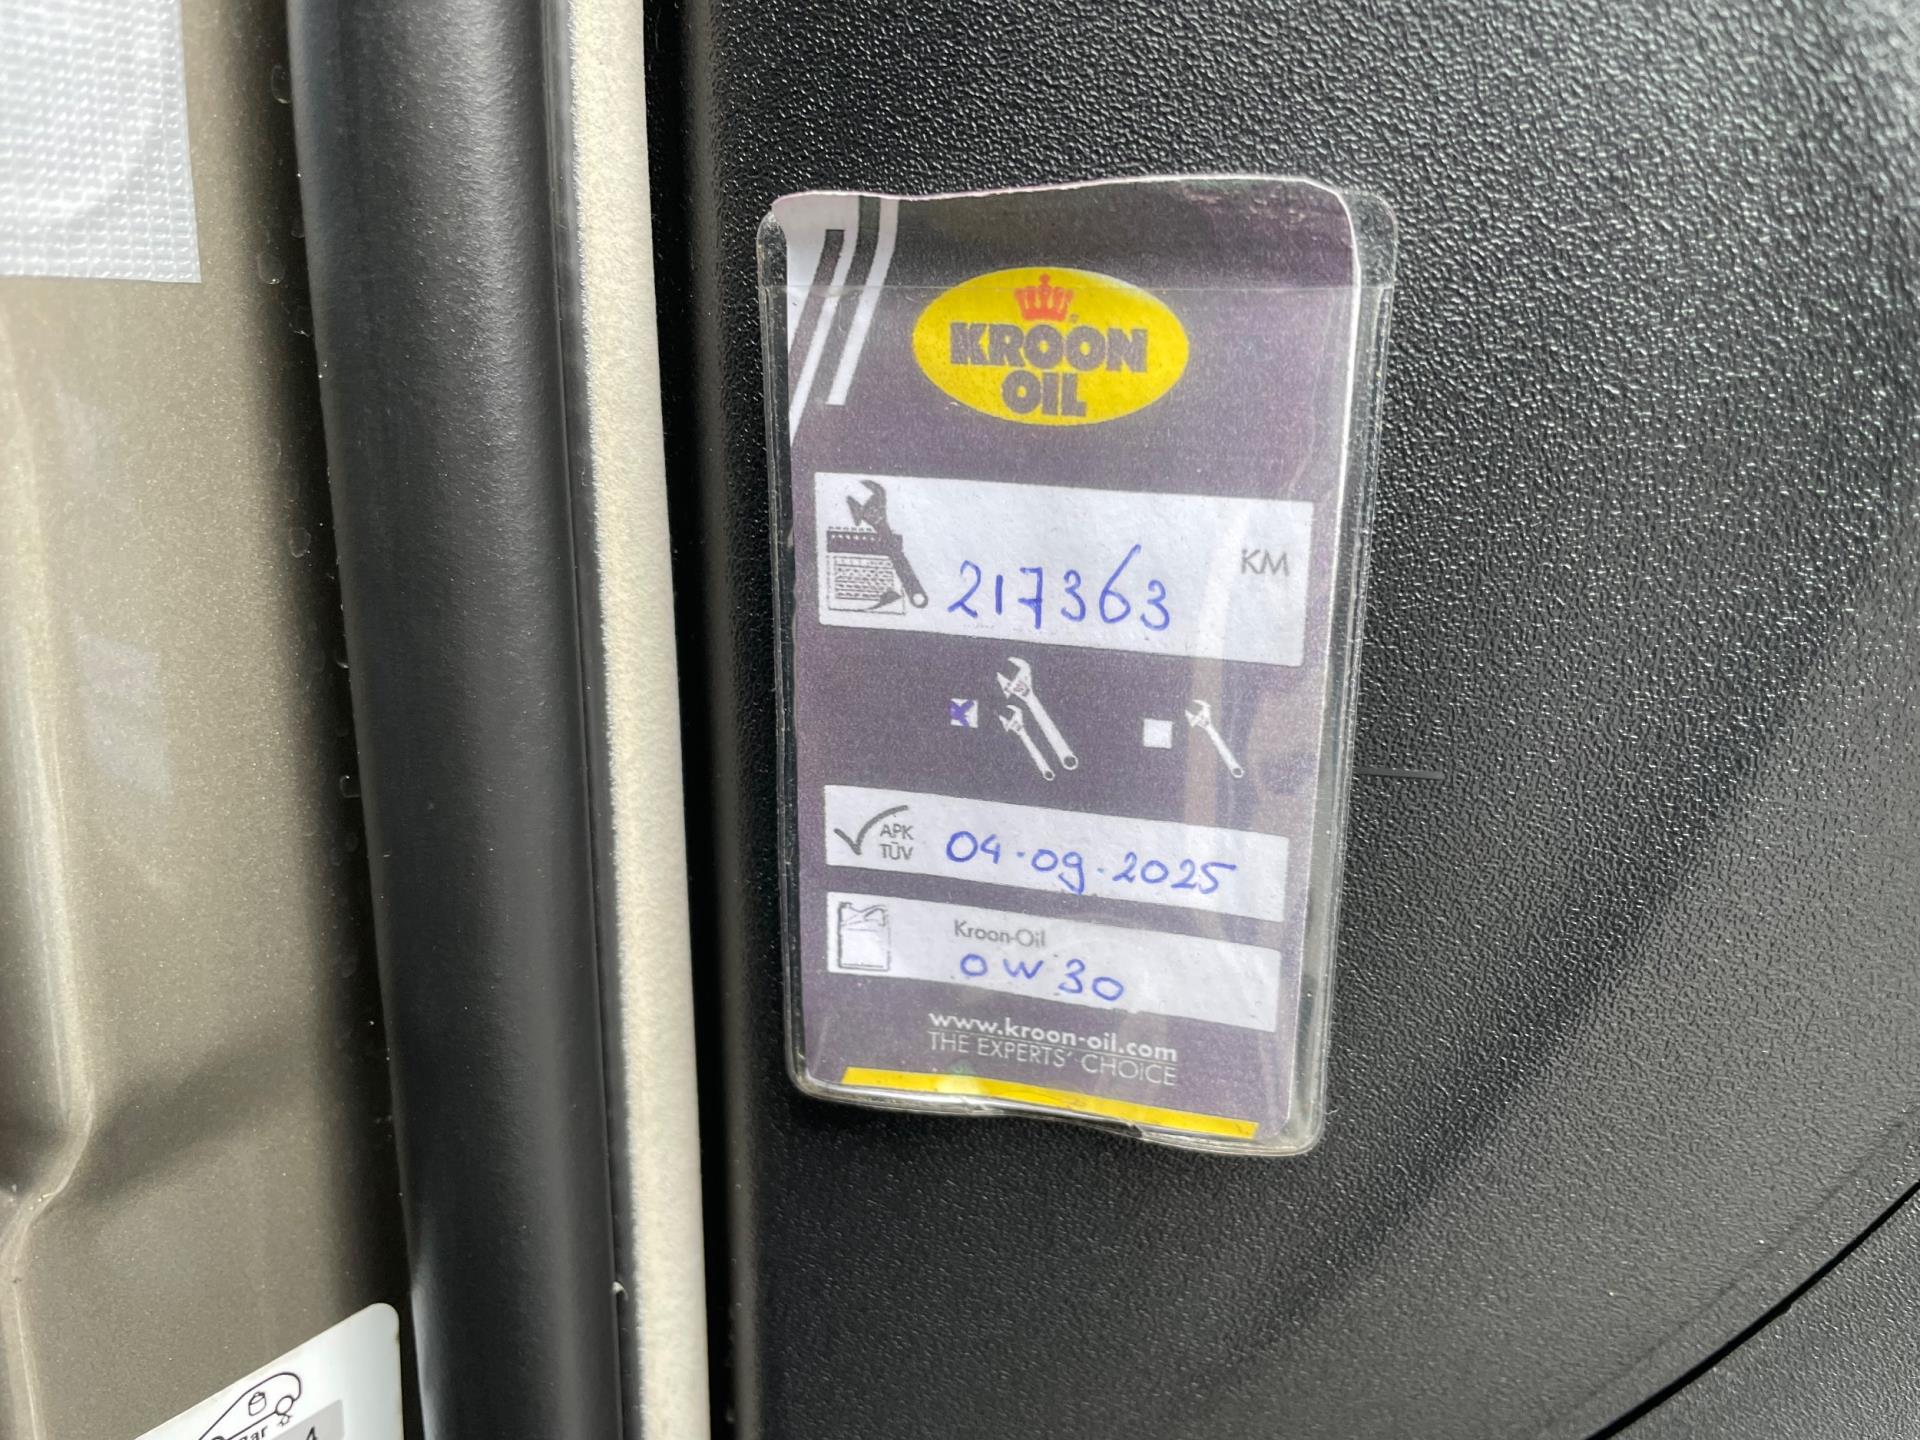 KROON
OIL
KM
217363
APK
TÜV
04-09-2025
Kroon-Oil
0W30
www.kroon-oil.com
THE EXPERTS' CHOICE
bar